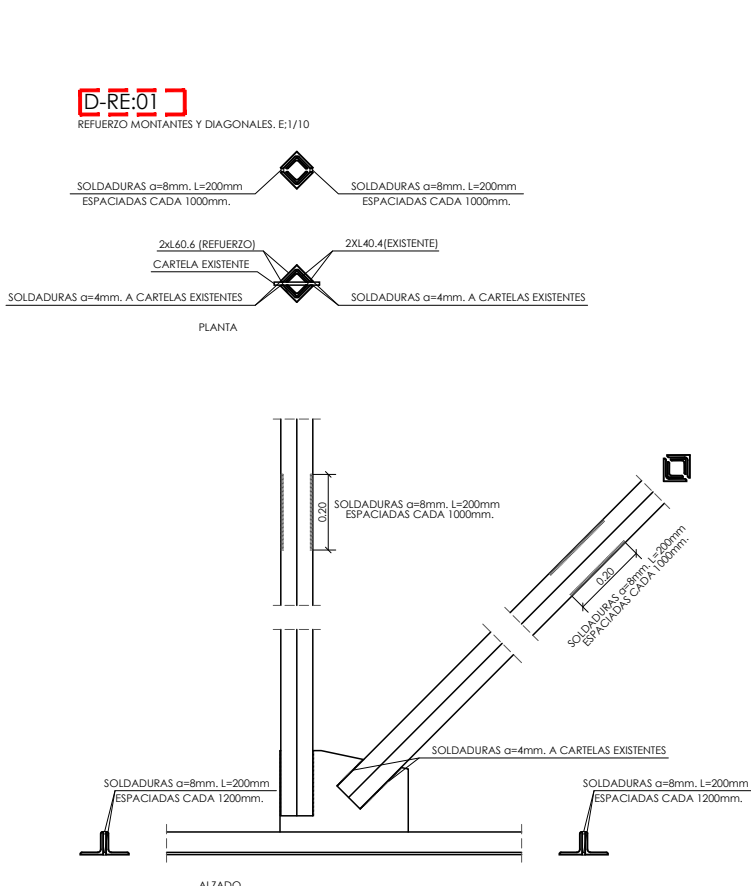 D-RE:01
REFUERZO MONTANTES Y DIAGONALES. E;1/10
SOLDADURAS a=8mm. L=200mm
ESPACIADAS CADA 1000mm.
SOLDADURAS a=8mm. L=200mm
ESPACIADAS CADA 1000mm.
2xL60.6 (REFUERZO)
2XL40.4(EXISTENTE)
CARTELA EXISTENTE
SOLDADURAS a=4mm. A CARTELAS EXISTENTES
SOLDADURAS a=4mm. A CARTELAS EXISTENTES
PLANTA
0.20
SOLDADURAS a=8mm. L=200mm
ESPACIADAS CADA 1000mm.
0.20
SOLDADURAS a=8mm. L=200mm
ESPACIADAS CADA 1000mm.
SOLDADURAS a=4mm. A CARTELAS EXISTENTES
SOLDADURAS a=8mm. L=200mm
ESPACIADAS CADA 1200mm.
SOLDADURAS a=8mm. L=200mm
ESPACIADAS CADA 1200mm.
ALZADO